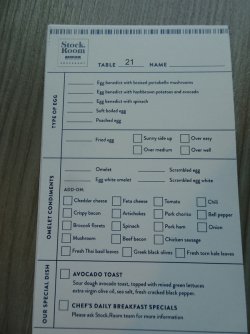 Stock.
Room
TABLE 21 NAME
TYPE OF EGG
Egg benedict with braised portobello mushrooms
Egg benedict with hashbrown potatoes and avocado
Egg benedict with spinach
Soft boiled egg
Poached egg
Fried egg
Sunny side up
Over easy
Over medium
Over well
OMELET CONDIMENTS
Omelet
Scrambled egg
Egg white omelet
Scrambled egg white
ADD-ON:
Cheddar cheese
Feta cheese
Tomato
Chili
Crispy bacon
Artichokes
Pork chorizo
Bell pepper
Broccoli florets
Spinach
Pork ham
Onion
Mushroom
Beef bacon
Chicken sausage
Fresh Thai basil leaves
Greek black olives
Fresh torn kale leaves
OUR SPECIAL DISH
AVOCADO TOAST
Sour dough avocado toast, topped with mixed green lettuces
extra virgin olive oil, sea salt, fresh cracked black pepper.
CHEF'S DAILY BREAKFAST SPECIALS
Please ask Stock.Room team for more information.